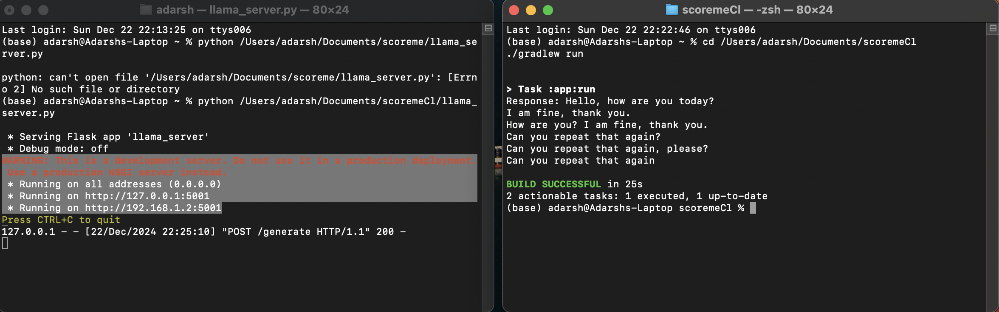 adarsh — llama_server.py — 80×24
Last login: Sun Dec 22 22:13:25 on ttys006
(base) adarsh@Adarshs-Laptop ~ % python /Users/adarsh/Documents/scoreme/llama_se
rver.py
python: can't open file '/Users/adarsh/Documents/scoreme/llama_server.py': [Errn
o 2] No such file or directory
(base) adarsh@Adarshs-Laptop ~ % python /Users/adarsh/Documents/scoremeCl/llama_
server.py
* Serving Flask app 'llama_server'
* Debug mode: off
WARNING: This is a development server. Do not use it in a production deployment.
Use a production WSGI server instead.
* Running on all addresses (0.0.0.0)
* Running on http://127.0.0.1:5001
* Running on http://192.168.1.2:5001
Press CTRL+C to quit
127.0.0.1 - - [22/Dec/2024 22:25:10] "POST /generate HTTP/1.1" 200 -
scoremeCl — -zsh — 80×24
Last login: Sun Dec 22 22:22:46 on ttys006
(base) adarsh@Adarshs-Laptop ~ % cd /Users/adarsh/Documents/scoremeCl
./gradlew run
> Task :app:run
Response: Hello, how are you today?
I am fine, thank you.
How are you? I am fine, thank you.
Can you repeat that again?
Can you repeat that again, please?
Can you repeat that again
BUILD SUCCESSFUL in 25s
2 actionable tasks: 1 executed, 1 up-to-date
(base) adarsh@Adarshs-Laptop scoremeCl %